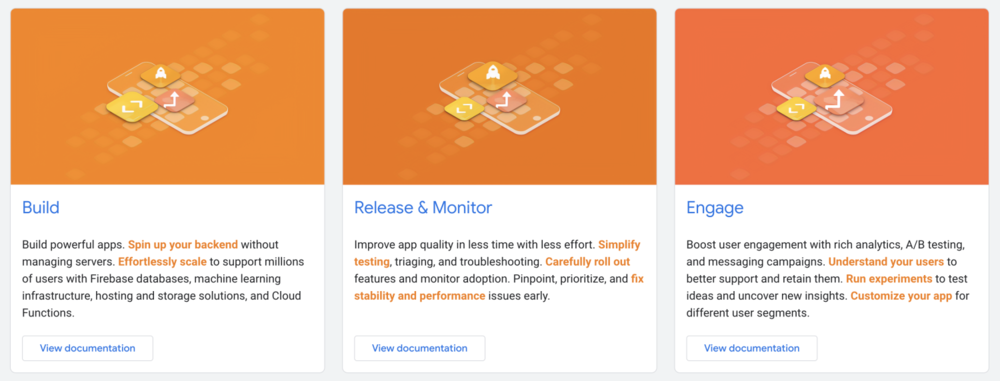 Build
Build powerful apps. Spin up your backend without
managing servers. Effortlessly scale to support millions
of users with Firebase databases, machine learning
infrastructure, hosting and storage solutions, and Cloud
Functions.
View documentation
Release & Monitor
Improve app quality in less time with less effort. Simplify
testing, triaging, and troubleshooting. Carefully roll out
features and monitor adoption. Pinpoint, prioritize, and fix
stability and performance issues early.
View documentation
Engage
Boost user engagement with rich analytics, A/B testing,
and messaging campaigns. Understand your users to
better support and retain them. Run experiments to test
ideas and uncover new insights. Customize your app for
different user segments.
View documentation